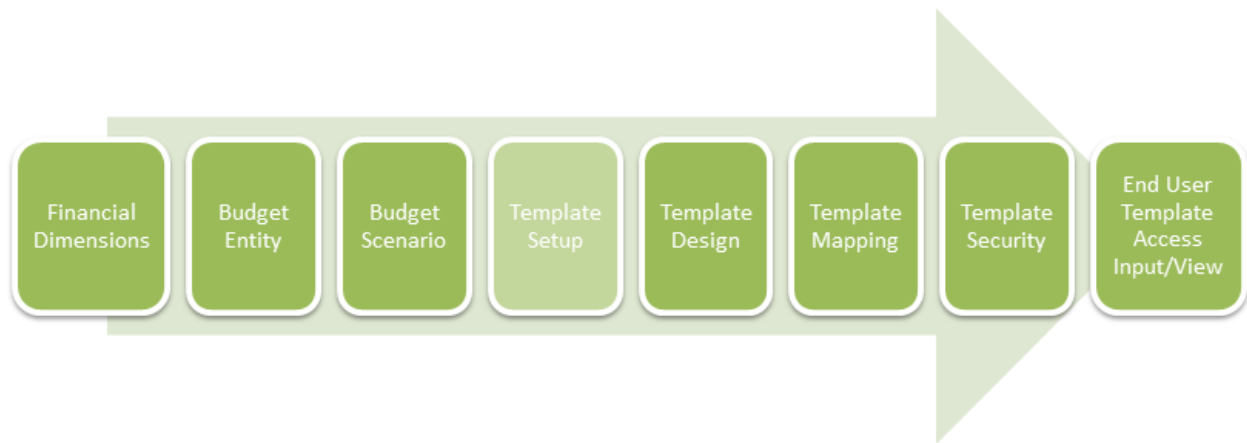 Financial
Dimensions
Budget
Entity
Budget
Scenario
Template
Setup
Template
Design
Template
Mapping
Template
Security
End User
Template
Access
Input/View